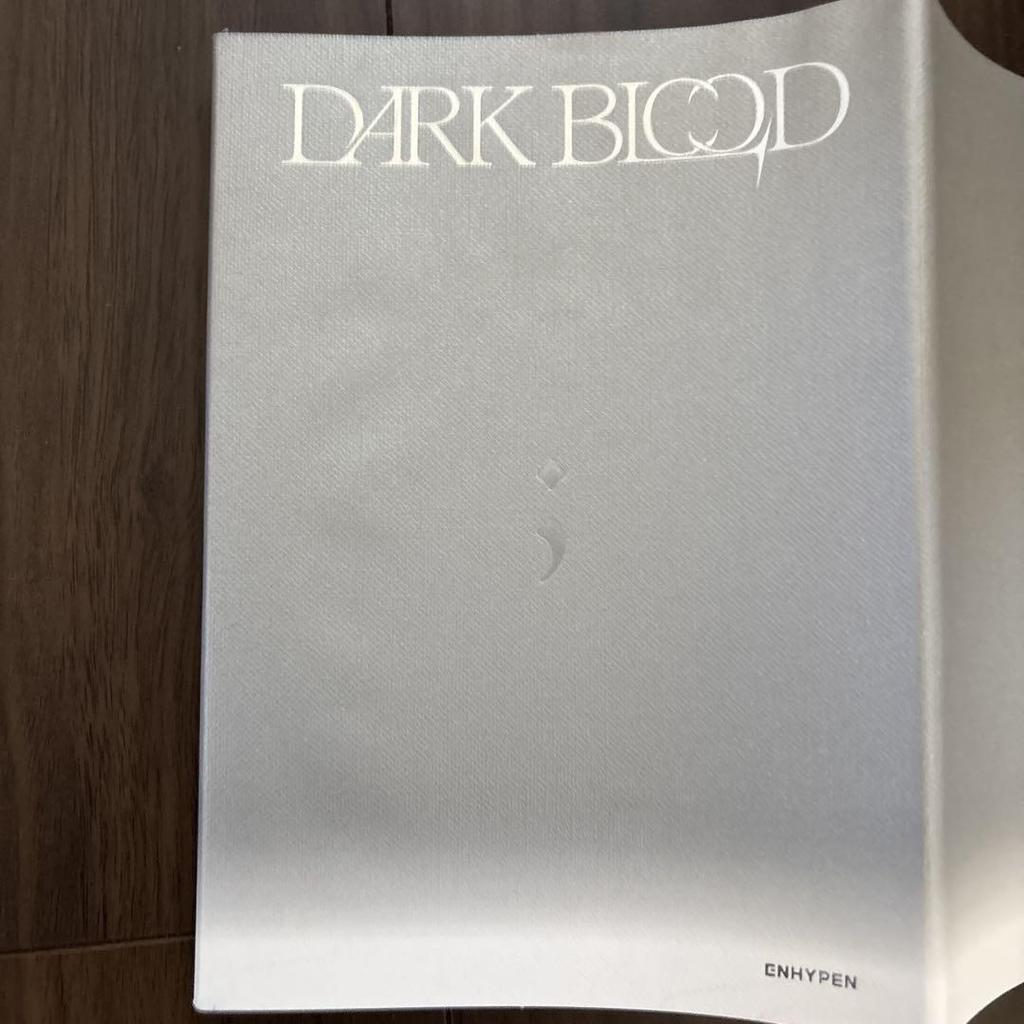 DARK BLOOD
;
ENHYPEN